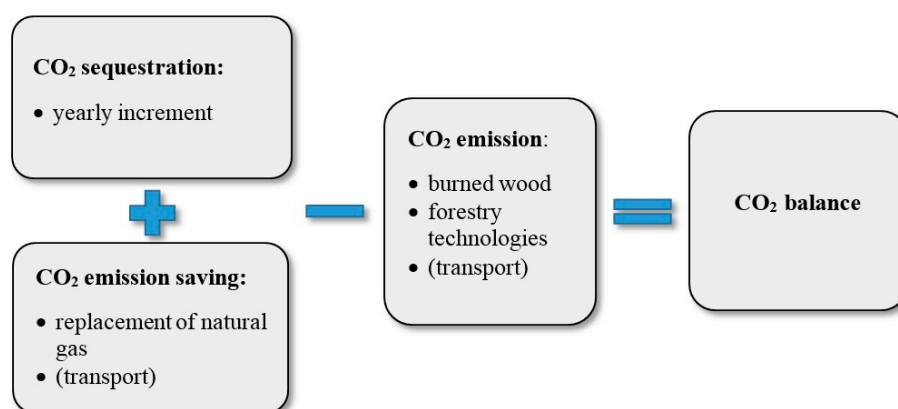 CO₂ sequestration:
• yearly increment
CO₂ emission saving:
• replacement of natural
gas
• (transport)
CO₂ emission:
• burned wood
• forestry
technologies
• (transport)
CO₂ balance